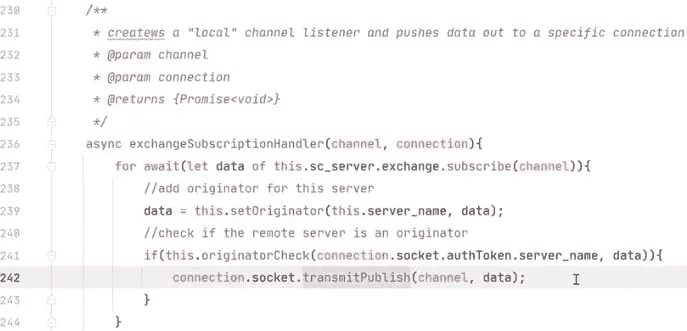 230 /**
231 * createws a "local" channel listener and pushes data out to a specific connection
232 * @param channel
233 * @param connection
234 * @returns {Promise<void>}
235 */
236 async exchangeSubscriptionHandler(channel, connection){
237 for await(let data of this.sc_server.exchange.subscribe(channel)){
238 //add originator for this server
239 data = this.setOriginator(this.server_name, data);
240 //check if the remote server is an originator
241 if(this.originatorCheck(connection.socket.authToken.server_name, data)){
242 connection.socket.transmitPublish(channel, data);
243 }
244 }